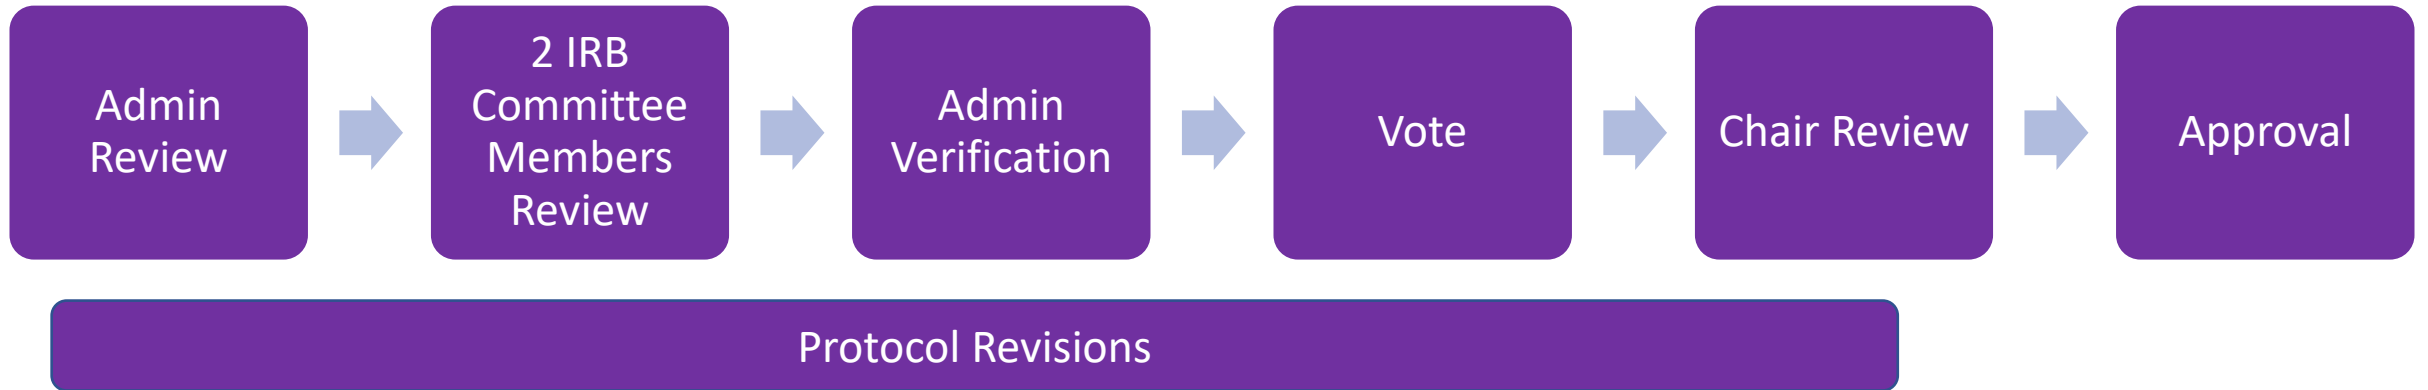 Admin
Review
2 IRB
Committee
Members
Review
Admin
Verification
Vote
Chair Review
Approval
Protocol Revisions